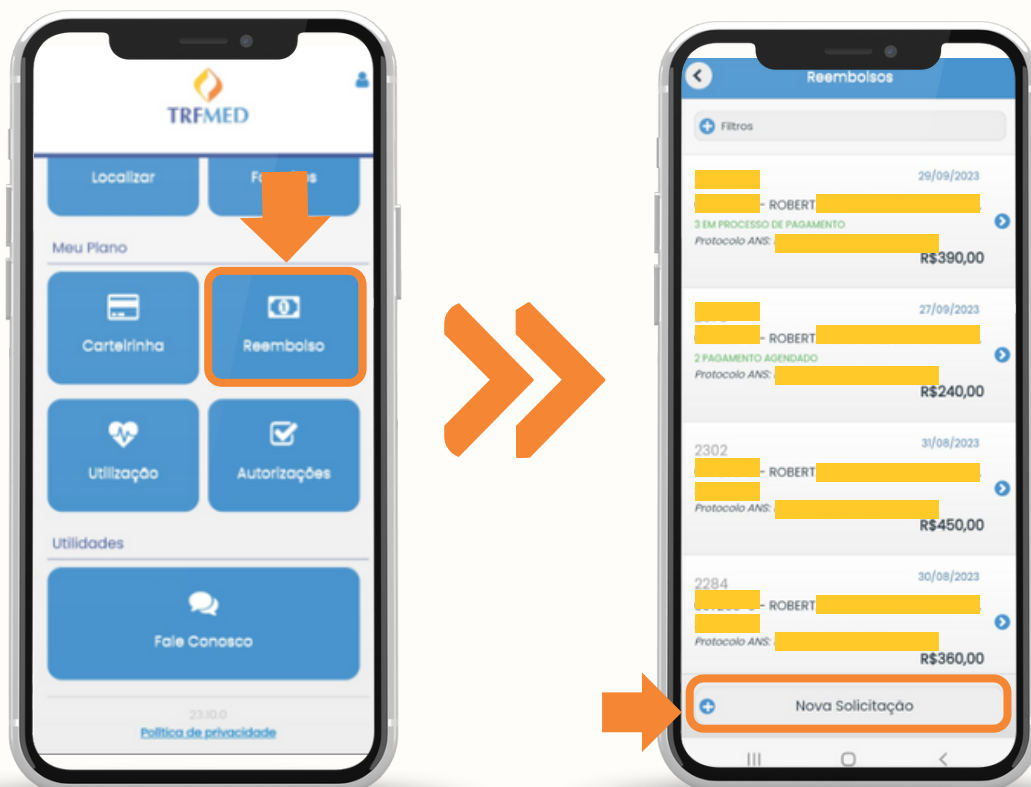 TRFMED
Localizar
Meu Plano
Carteirinha
Reembolso
Utilização
Autorizações
Utilidades
Fale Conosco
23.10.0
Política de privacidade
Reembolsos
Filtros
29/09/2023
- ROBERT
3 EM PROCESSO DE PAGAMENTO
Protocolo ANS:
R$390,00
27/09/2023
- ROBERT
2 PAGAMENTO AGENDADO
Protocolo ANS:
R$240,00
31/08/2023
2302
- ROBERT
Protocolo ANS:
R$450,00
30/08/2023
2284
- ROBERT
Protocolo ANS:
R$360,00
Nova Solicitação